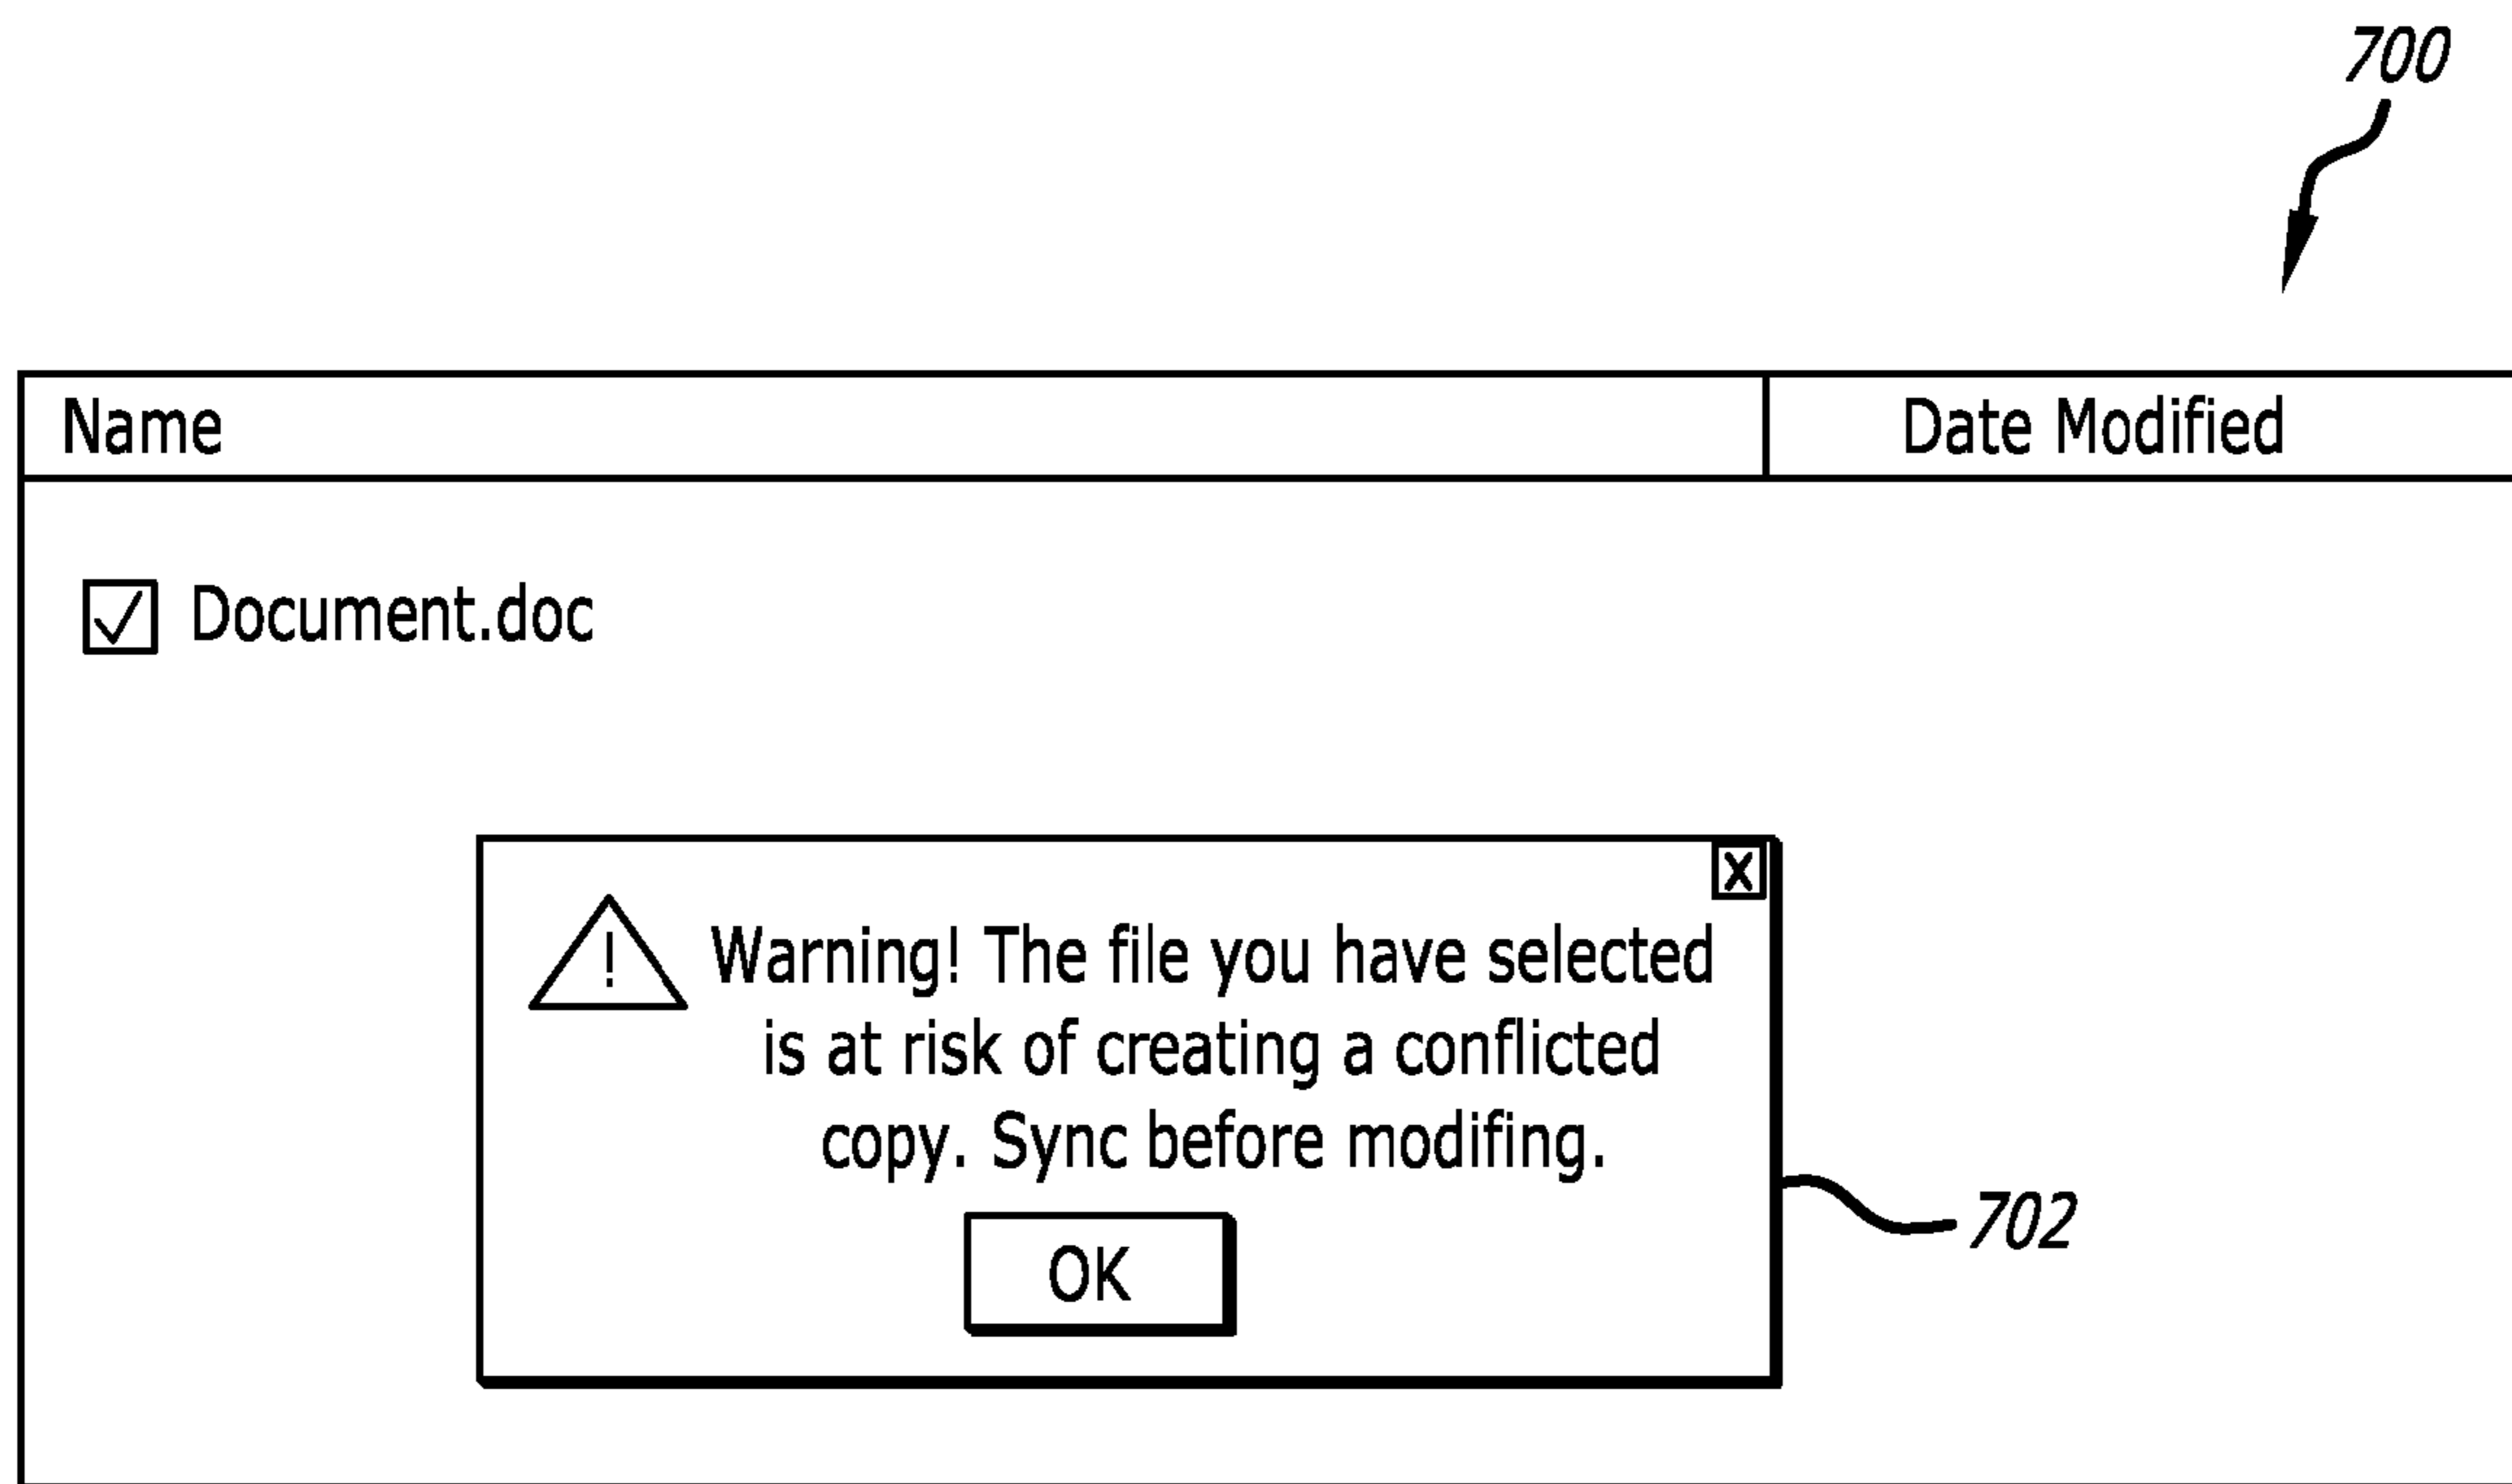 700
Name Date Modified
Document.doc
X
! Warning! The file you have selected
is at risk of creating a conflicted
copy. Sync before modifing.
702
OK